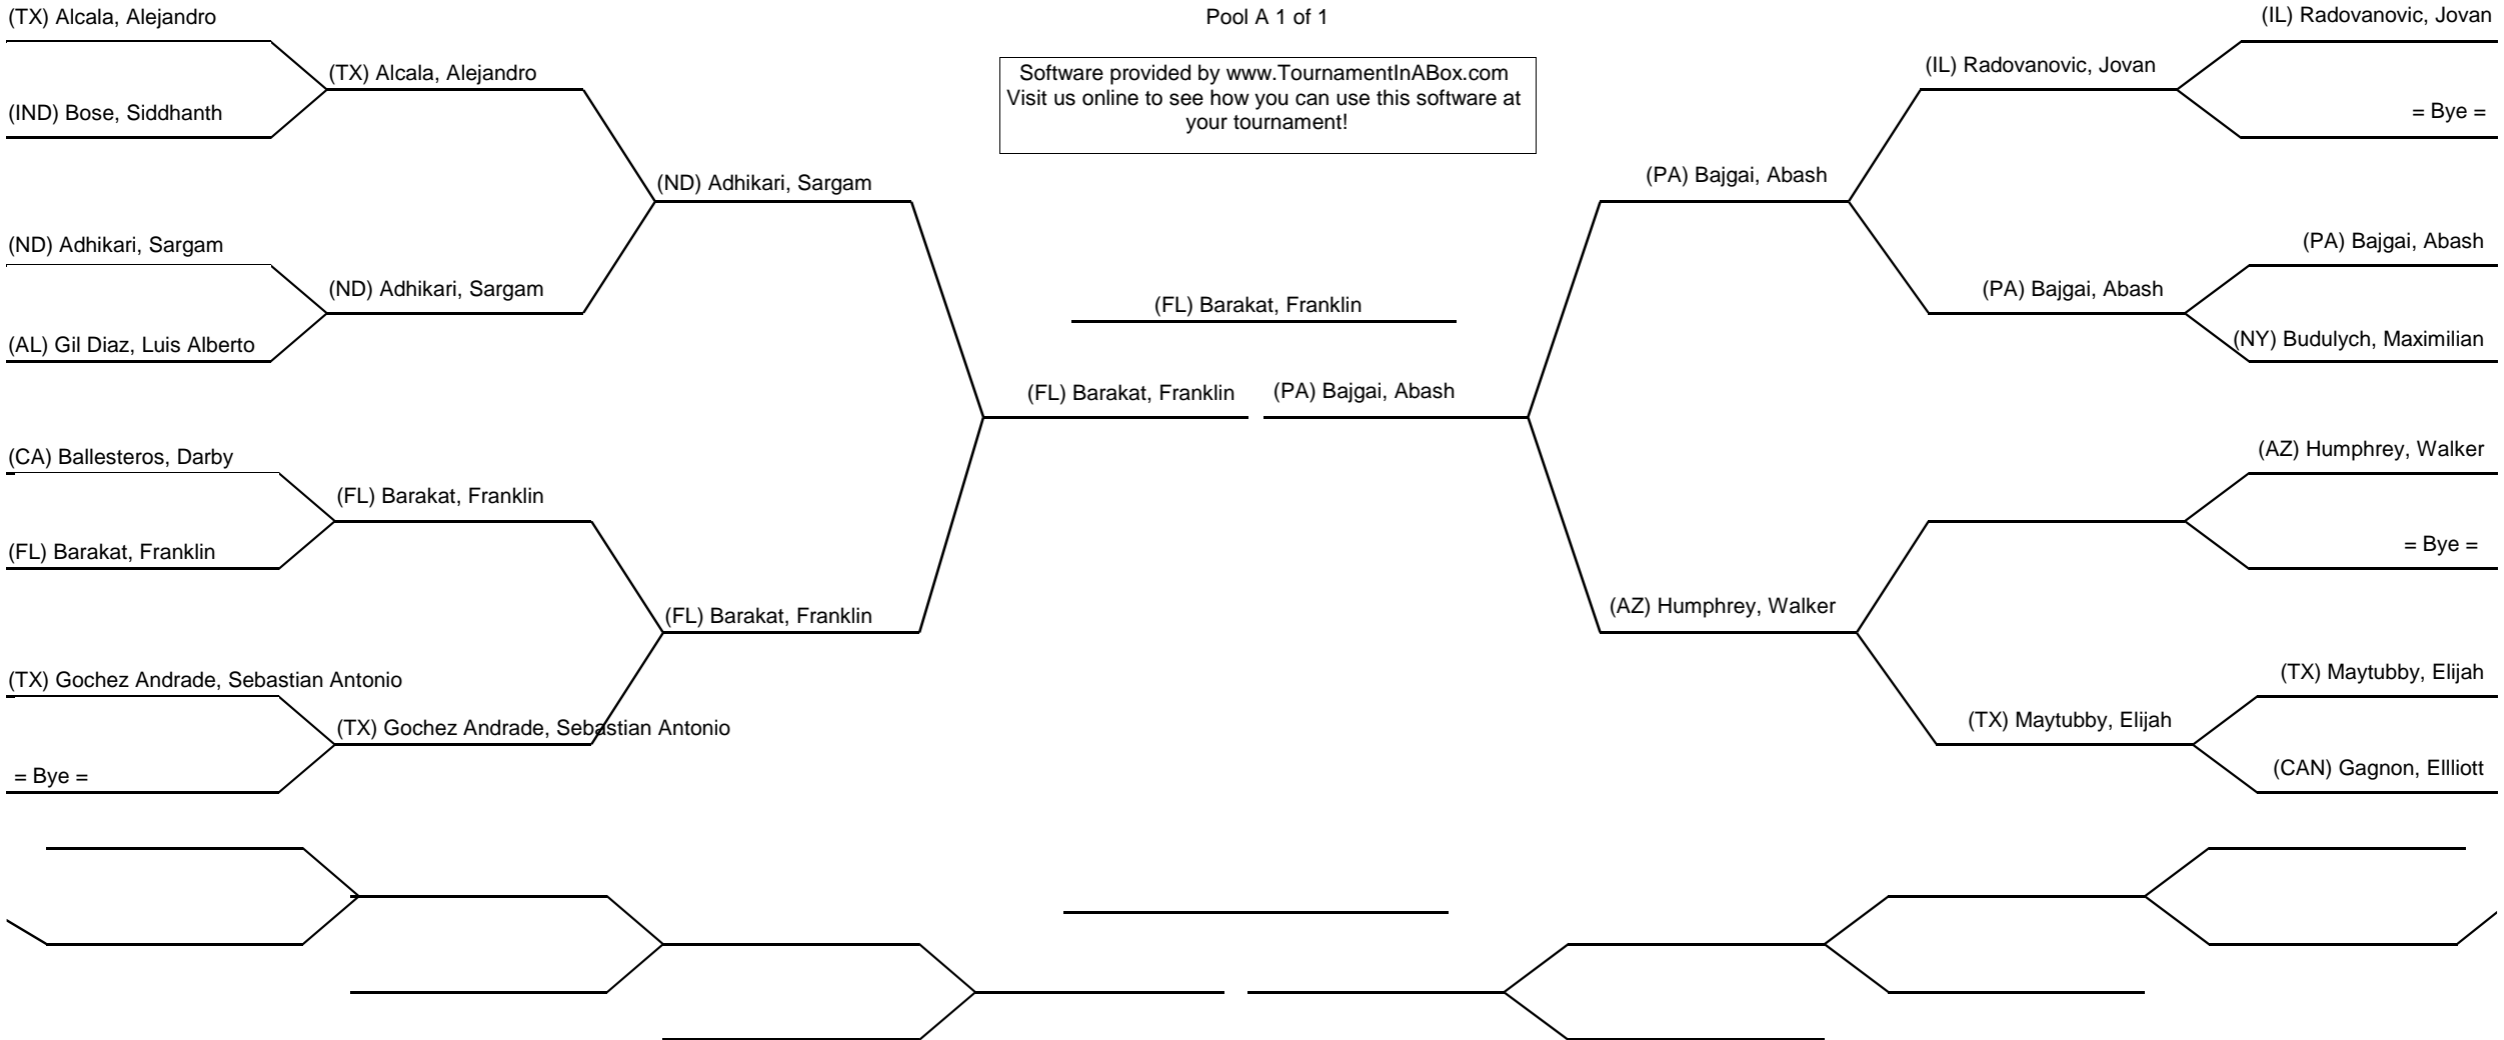 (TX) Alcala, Alejandro
Pool A 1 of 1
(IL) Radovanovic, Jovan
Software provided by www.TournamentInABox.com
Visit us online to see how you can use this software at
your tournament!
(TX) Alcala, Alejandro
(IL) Radovanovic, Jovan
(IND) Bose, Siddhanth
= Bye =
(ND) Adhikari, Sargam
(PA) Bajgai, Abash
(ND) Adhikari, Sargam
(PA) Bajgai, Abash
(ND) Adhikari, Sargam
(PA) Bajgai, Abash
(FL) Barakat, Franklin
(AL) Gil Diaz, Luis Alberto
(NY) Budulych, Maximilian
(FL) Barakat, Franklin
(PA) Bajgai, Abash
(CA) Ballesteros, Darby
(AZ) Humphrey, Walker
(FL) Barakat, Franklin
(FL) Barakat, Franklin
= Bye =
(FL) Barakat, Franklin
(AZ) Humphrey, Walker
(TX) Gochez Andrade, Sebastian Antonio
(TX) Maytubby, Elijah
(TX) Gochez Andrade, Sebastian Antonio
(TX) Maytubby, Elijah
= Bye =
(CAN) Gagnon, Ellliott